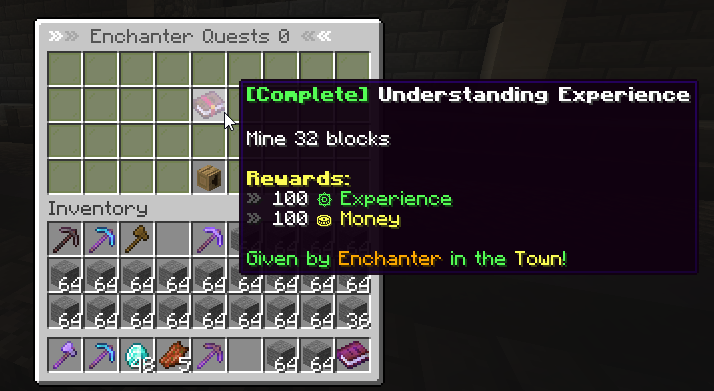 »» Enchanter Quests 0 ««
[Complete] Understanding Experience
Mine 32 blocks
Rewards:
» 100 Experience
» 100 Money
Given by Enchanter in the Town!
Inventory
64 64 64 64 64 64 64 64 64
64 64 64 64 64 64 64 64 36
48 5 64 64